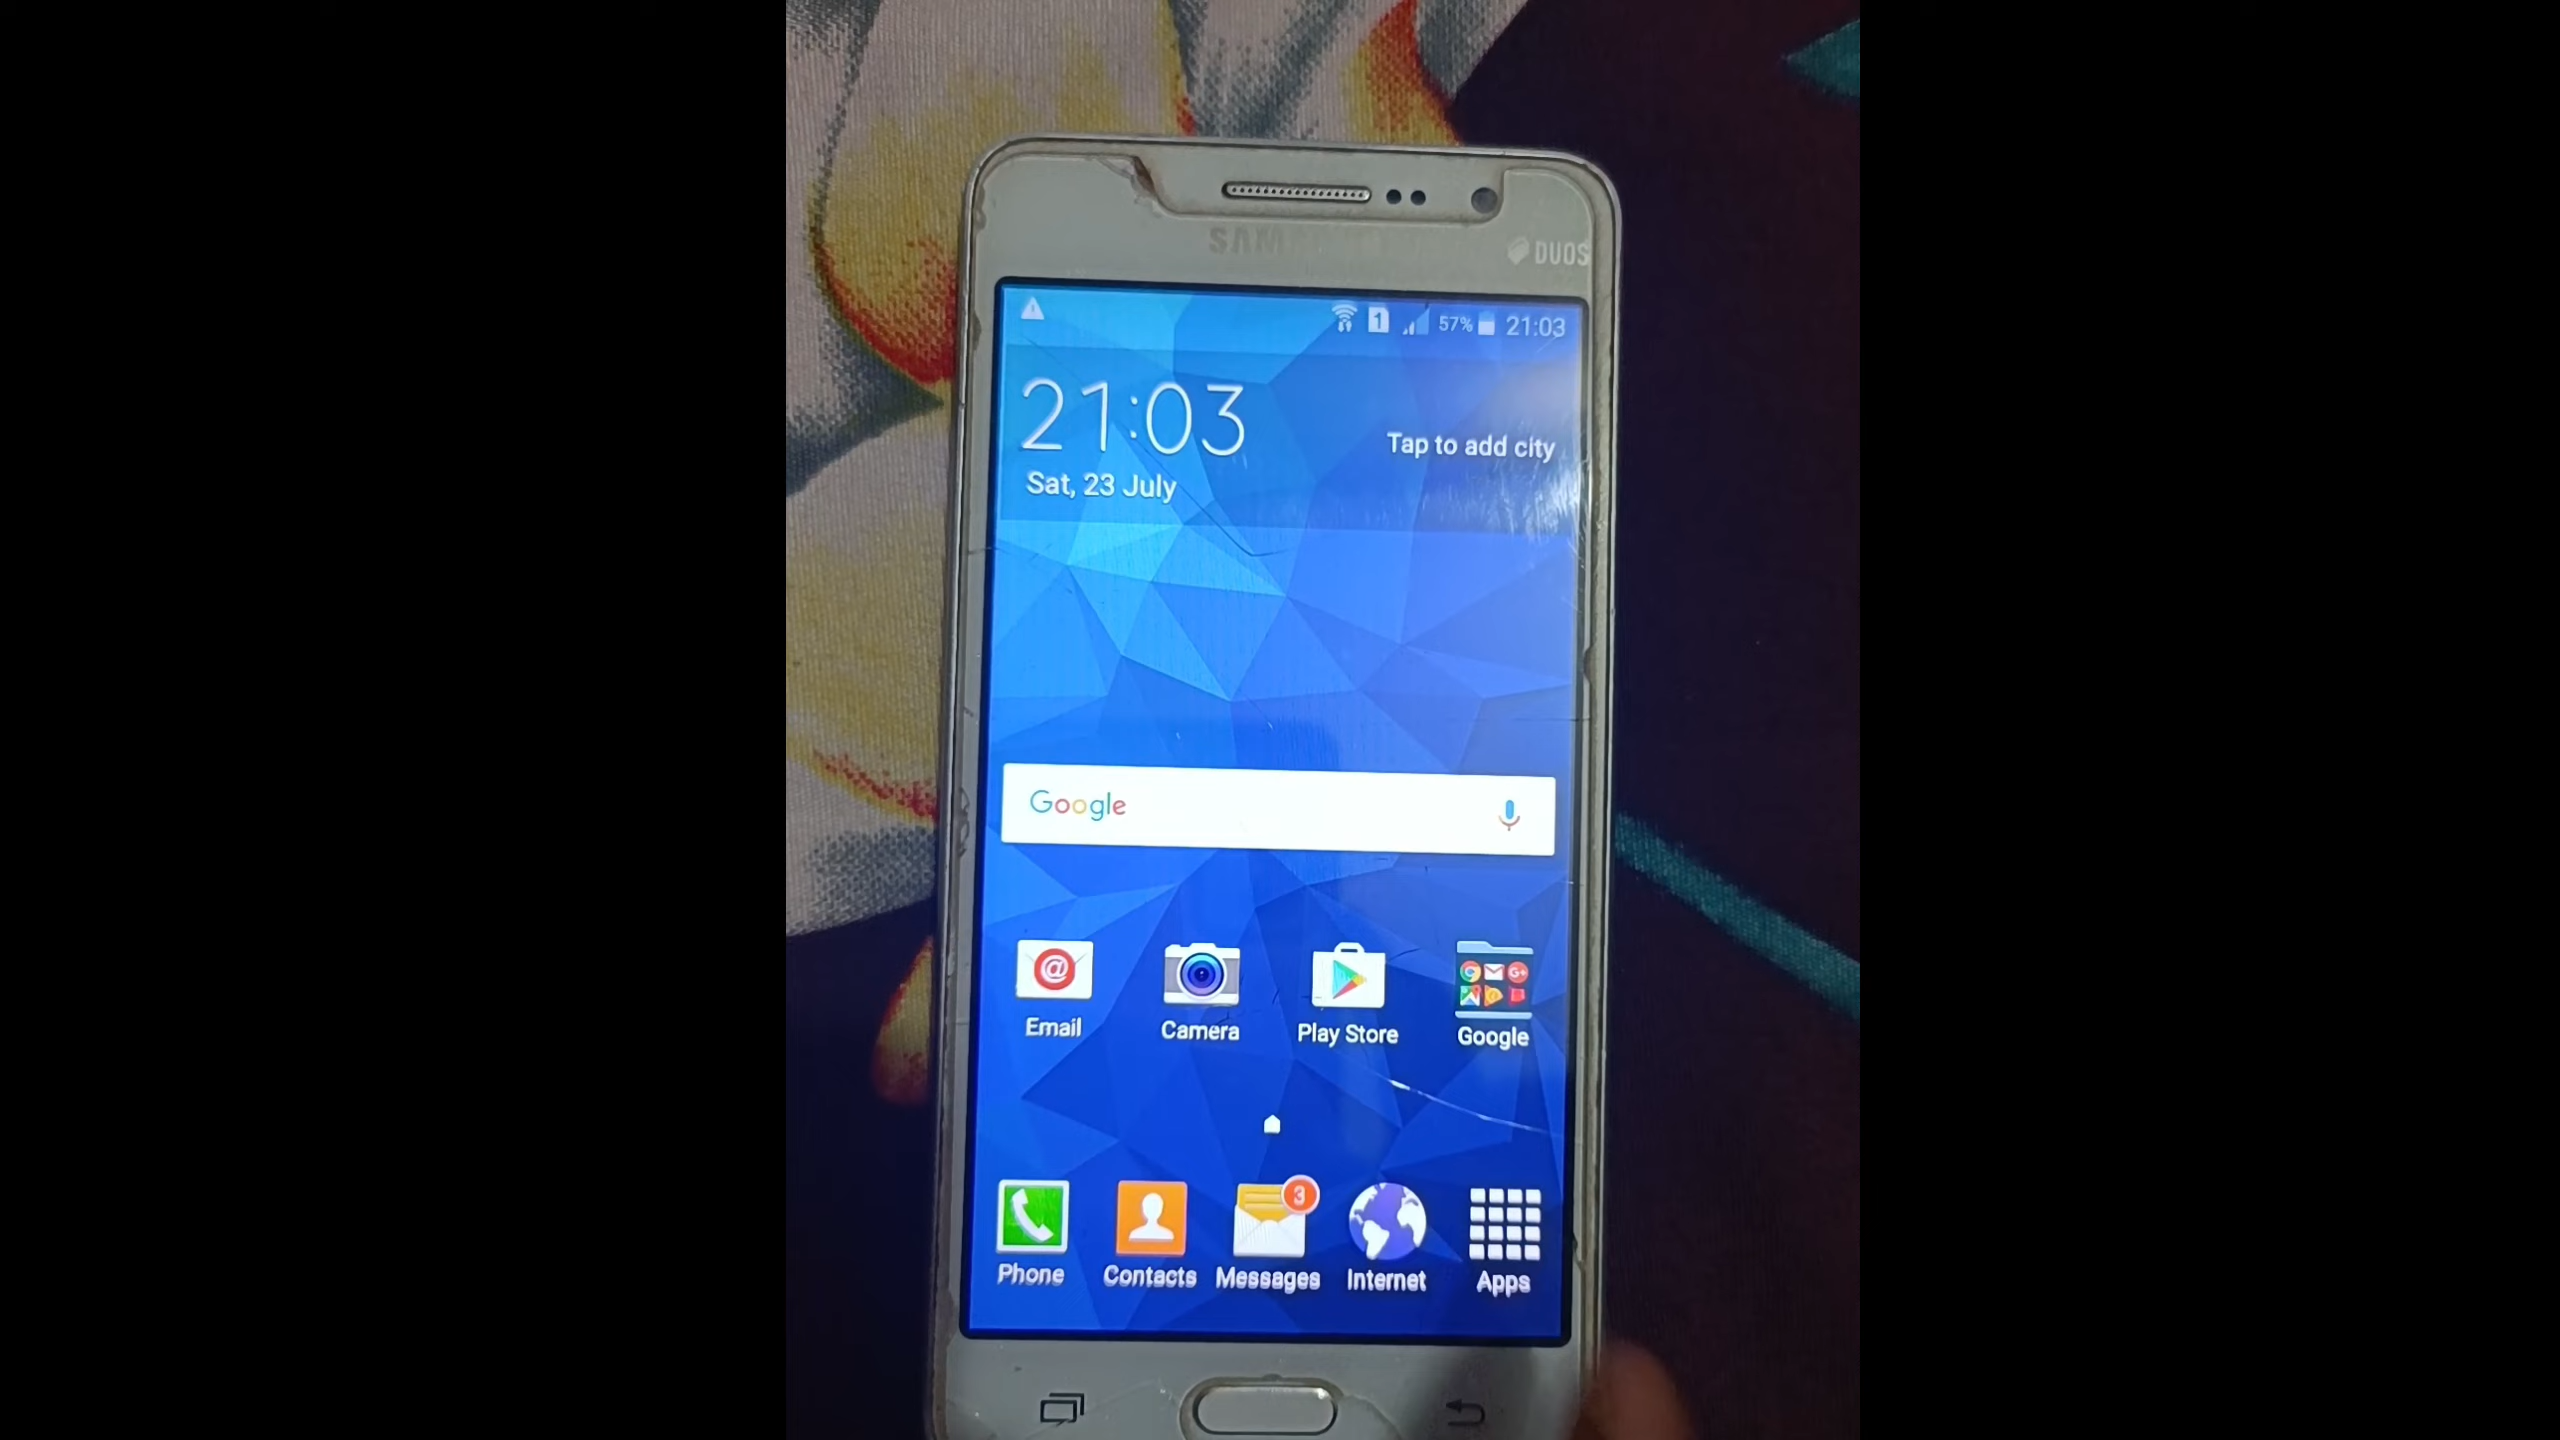 DUOS
1 57% 21:03
21:03
Tap to add city
Sat, 23 July
Google
Email Camera Play Store Google
3
Phone Contacts Messages Internet Apps